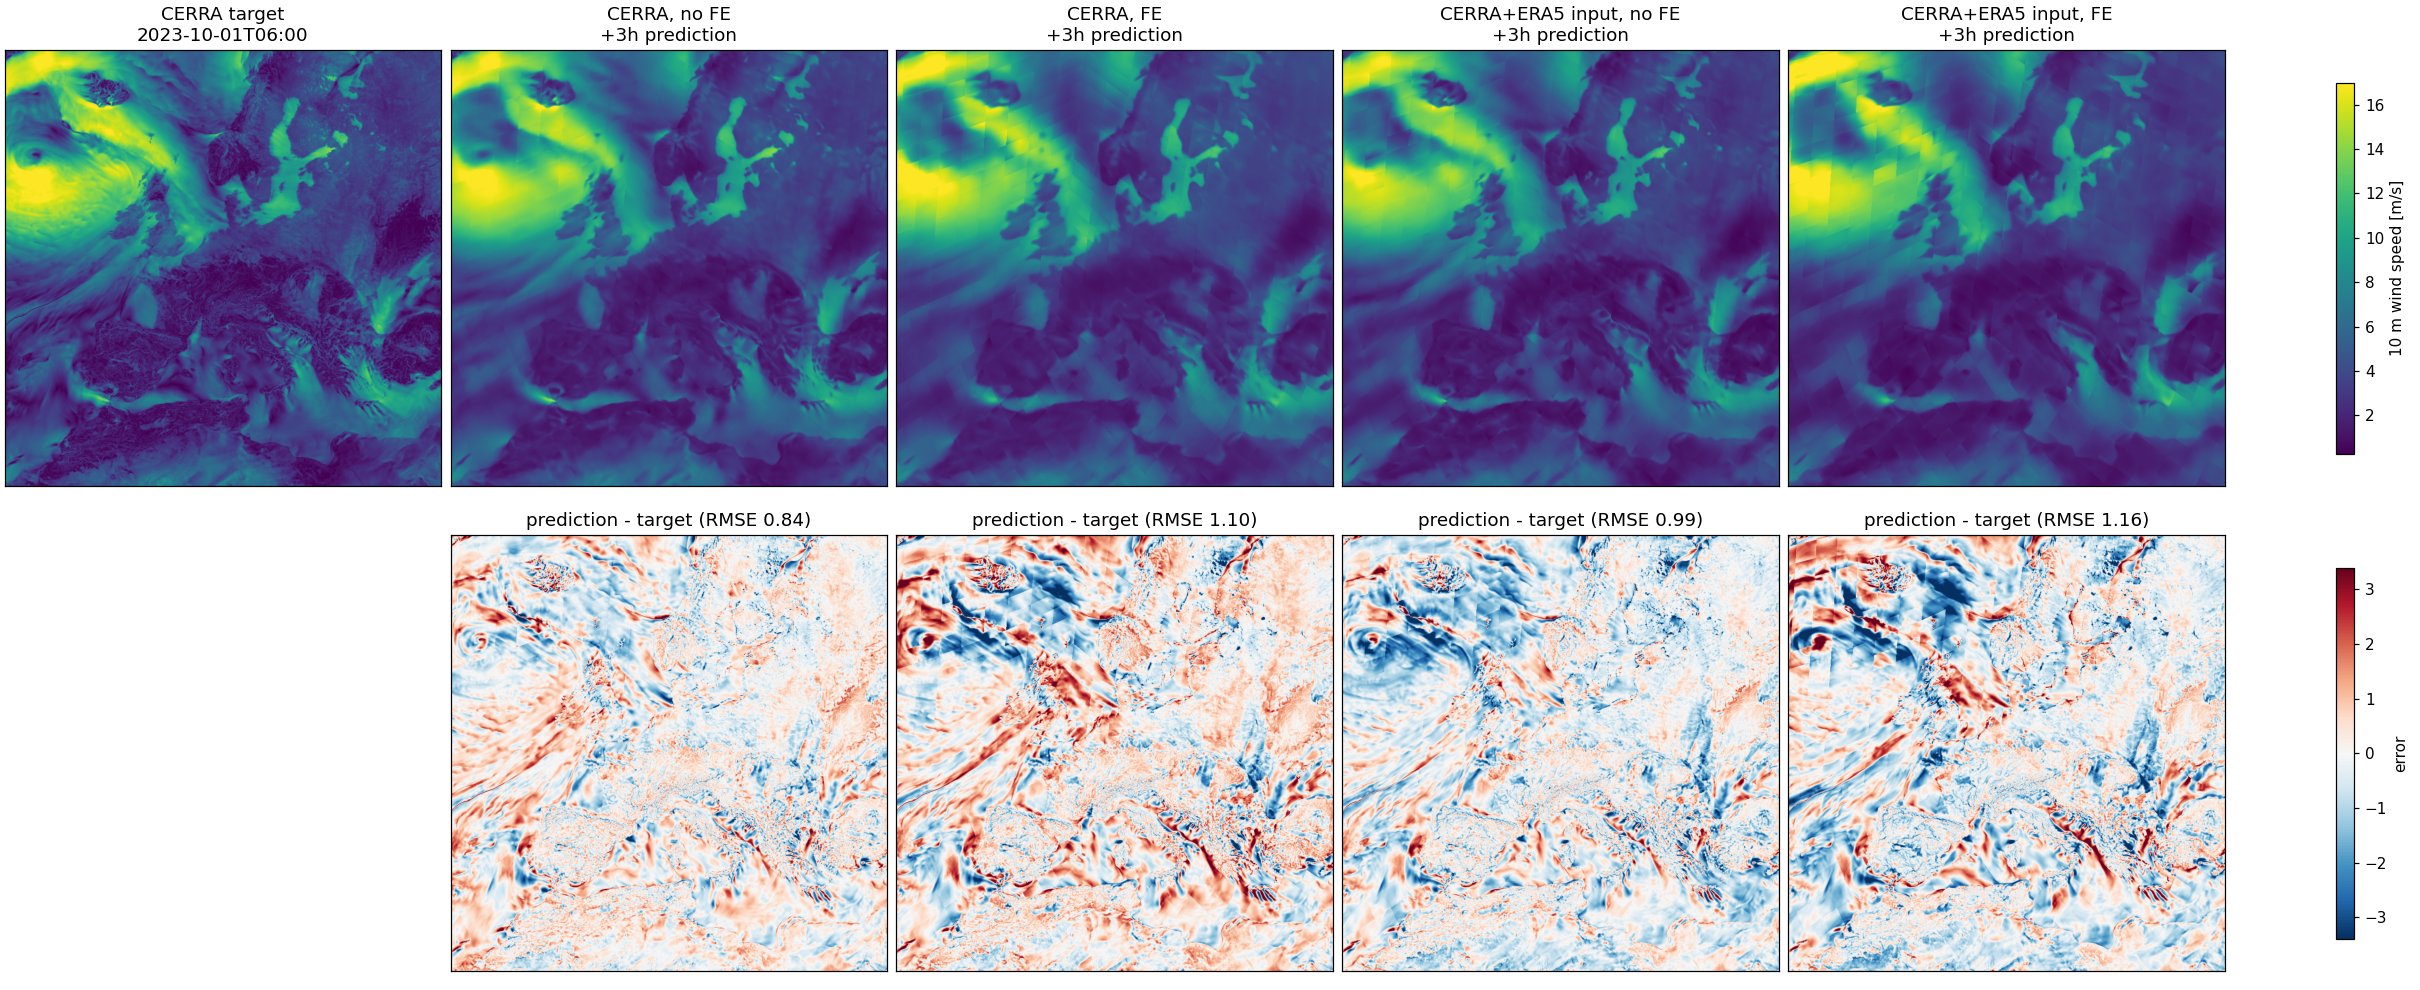 CERRA target
2023-10-01T06:00
CERRA, no FE
+3h prediction
CERRA, FE
+3h prediction
CERRA+ERA5 input, no FE
+3h prediction
CERRA+ERA5 input, FE
+3h prediction
16
14
12
10
8
6
4
2
10 m wind speed [m/s]
prediction - target (RMSE 0.84)
prediction - target (RMSE 1.10)
prediction - target (RMSE 0.99)
prediction - target (RMSE 1.16)
3
2
1
0
−1
−2
−3
error